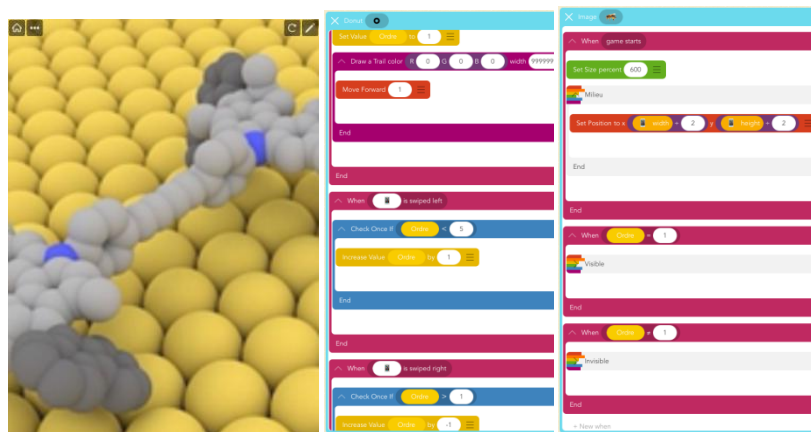 Donut
Set Value Ordre to 1
Draw a Trail color R 0 G 0 B 0 width 999999
Move Forward 1
End
End
When is swiped left
Check Once If Ordre < 5
Increase Value Ordre by 1
End
End
When is swiped right
Check Once If Ordre > 1
Increase Value Ordre by -1
Image
When game starts
Set Size percent 600
Milieu
Set Position to x width ÷ 2 y height ÷ 2
End
End
When Ordre = 1
Visible
End
When Ordre ≠ 1
Invisible
End
+ New when